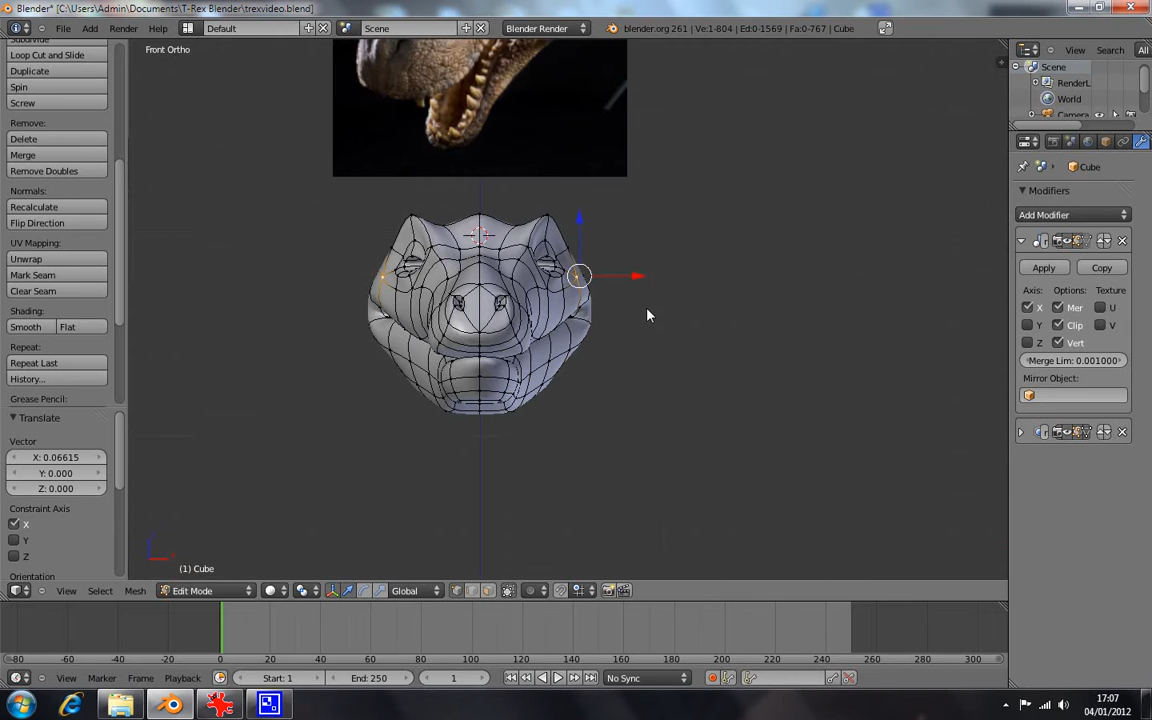 Blender* [C:\Users\Admin\Documents\T-Rex Blender\trexvideo.blend]
File Add Render Help Default Scene Blender Render blender.org 261 | Ve:1-804 | Ed:0-1569 | Fa:0-767 | Cube
Front Ortho
View Search All
Scene
RenderL
World
Camera
Subdivide
Loop Cut and Slide
Duplicate
Spin
Screw
Remove:
Delete
Merge
Remove Doubles
Normals:
Recalculate
Flip Direction
UV Mapping:
Unwrap
Mark Seam
Clear Seam
Shading:
Smooth Flat
Repeat:
Repeat Last
History...
Grease Pencil:
Translate
Vector
X: 0.06615
Y: 0.000
Z: 0.000
Constraint Axis
X
Y
Z
Orientation
Cube
Modifiers
Add Modifier
Apply Copy
Axis: Options: Texture
X Mer U
Y Clip V
Z Vert
Merge Lim: 0.001000
Mirror Object:
(1) Cube
View Select Mesh Edit Mode Global
-80 -60 -40 -20 0 20 40 60 80 100 120 140 160 180 200 220 240 260 280 300
View Marker Frame Playback Start: 1 End: 250 1 No Sync
17:07
04/01/2012